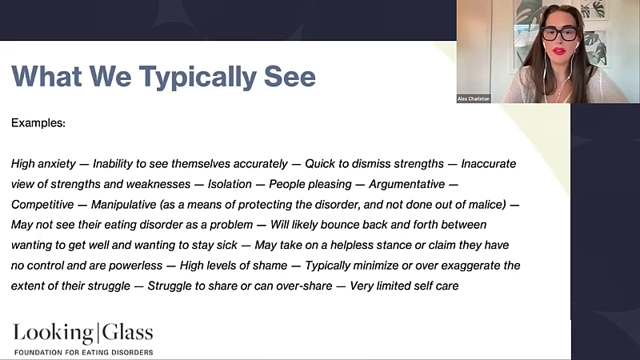 What We Typically See
Alex Charleton
Examples:
High anxiety — Inability to see themselves accurately — Quick to dismiss strengths — Inaccurate
view of strengths and weaknesses — Isolation — People pleasing — Argumentative —
Competitive — Manipulative (as a means of protecting the disorder, and not done out of malice) —
May not see their eating disorder as a problem — Will likely bounce back and forth between
wanting to get well and wanting to stay sick — May take on a helpless stance or claim they have
no control and are powerless — High levels of shame — Typically minimize or over exaggerate the
extent of their struggle — Struggle to share or can over-share — Very limited self care
Looking|Glass
FOUNDATION FOR EATING DISORDERS